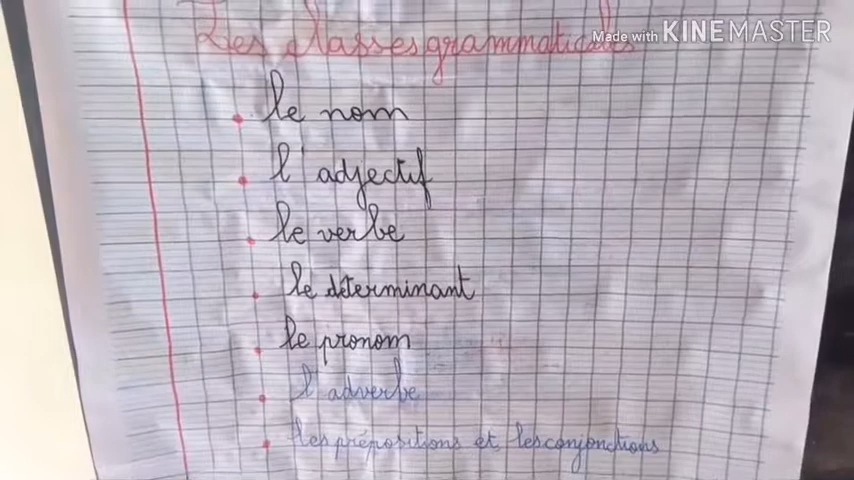 Les classes grammaticales
Made with KINEMASTER
le nom
l'adjectif
le verbe
le déterminant
le pronom
l'adverbe
les prépositions et les conjonctions